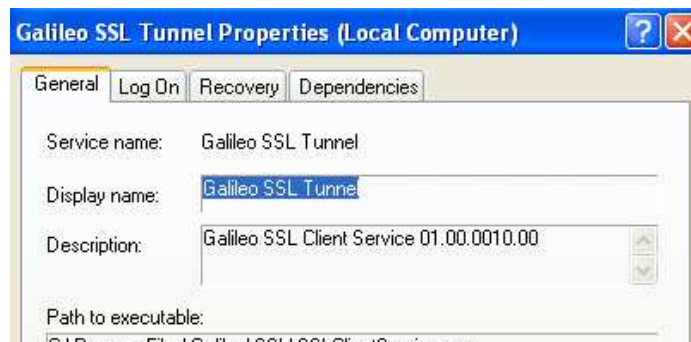 Galileo SSL Tunnel Properties (Local Computer)
General Log On Recovery Dependencies
Service name: Galileo SSL Tunnel
Display name: Galileo SSL Tunnel
Description: Galileo SSL Client Service 01.00.0010.00
Path to executable: